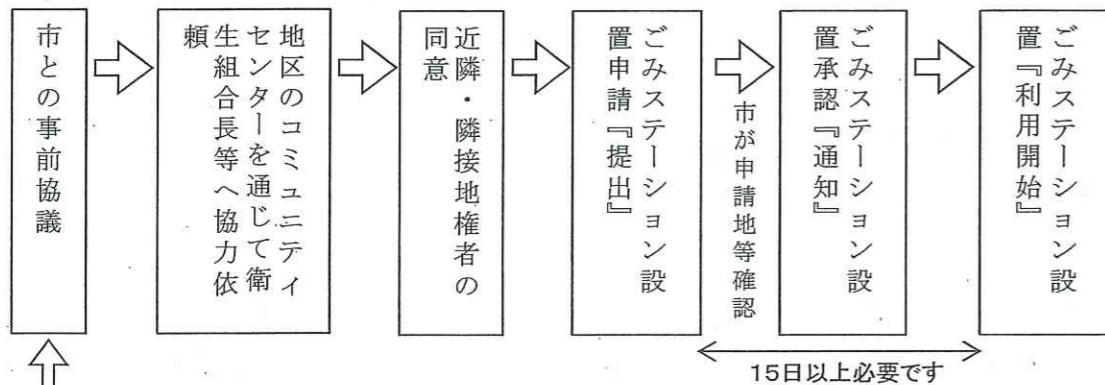 市との事前協議
地区のコミュニティ
センターを通じて衛
生組合長等へ協力依
頼
近隣・隣接地権者の
同意
ごみステーション設
置申請『提出』
市が申請地等確認
ごみステーション設
置承認『通知』
ごみステーション設
置『利用開始』
15日以上必要です